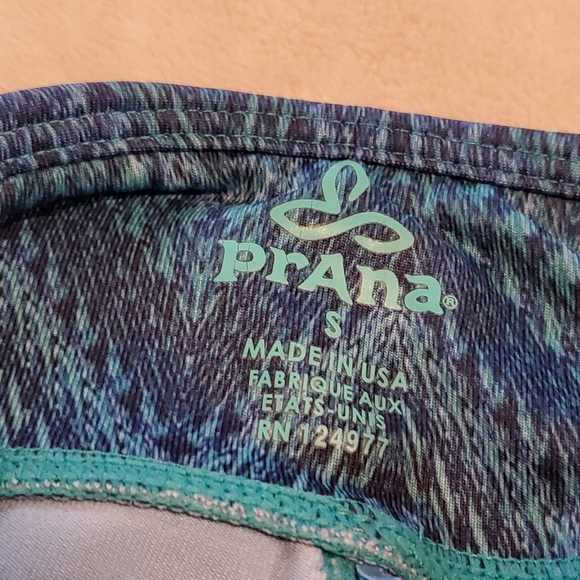 prAna®
S
MADE IN USA
FABRIQUE AUX
ETATS-UNIS
RN 124977